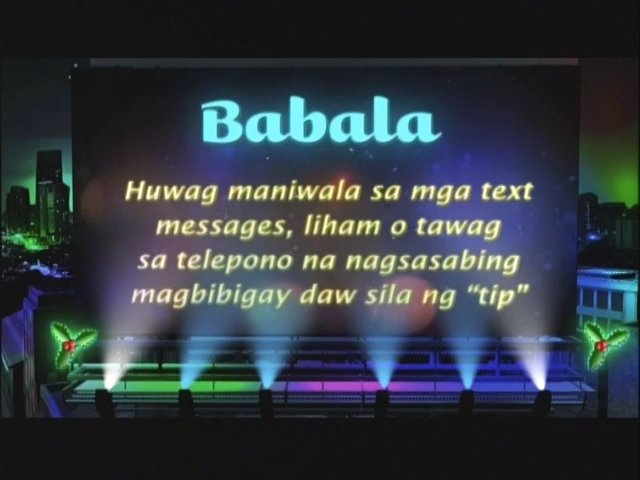 Babala
Huwag maniwala sa mga text
messages, liham o tawag
sa telepono na nagsasabing
magbibigay daw sila ng “tip”